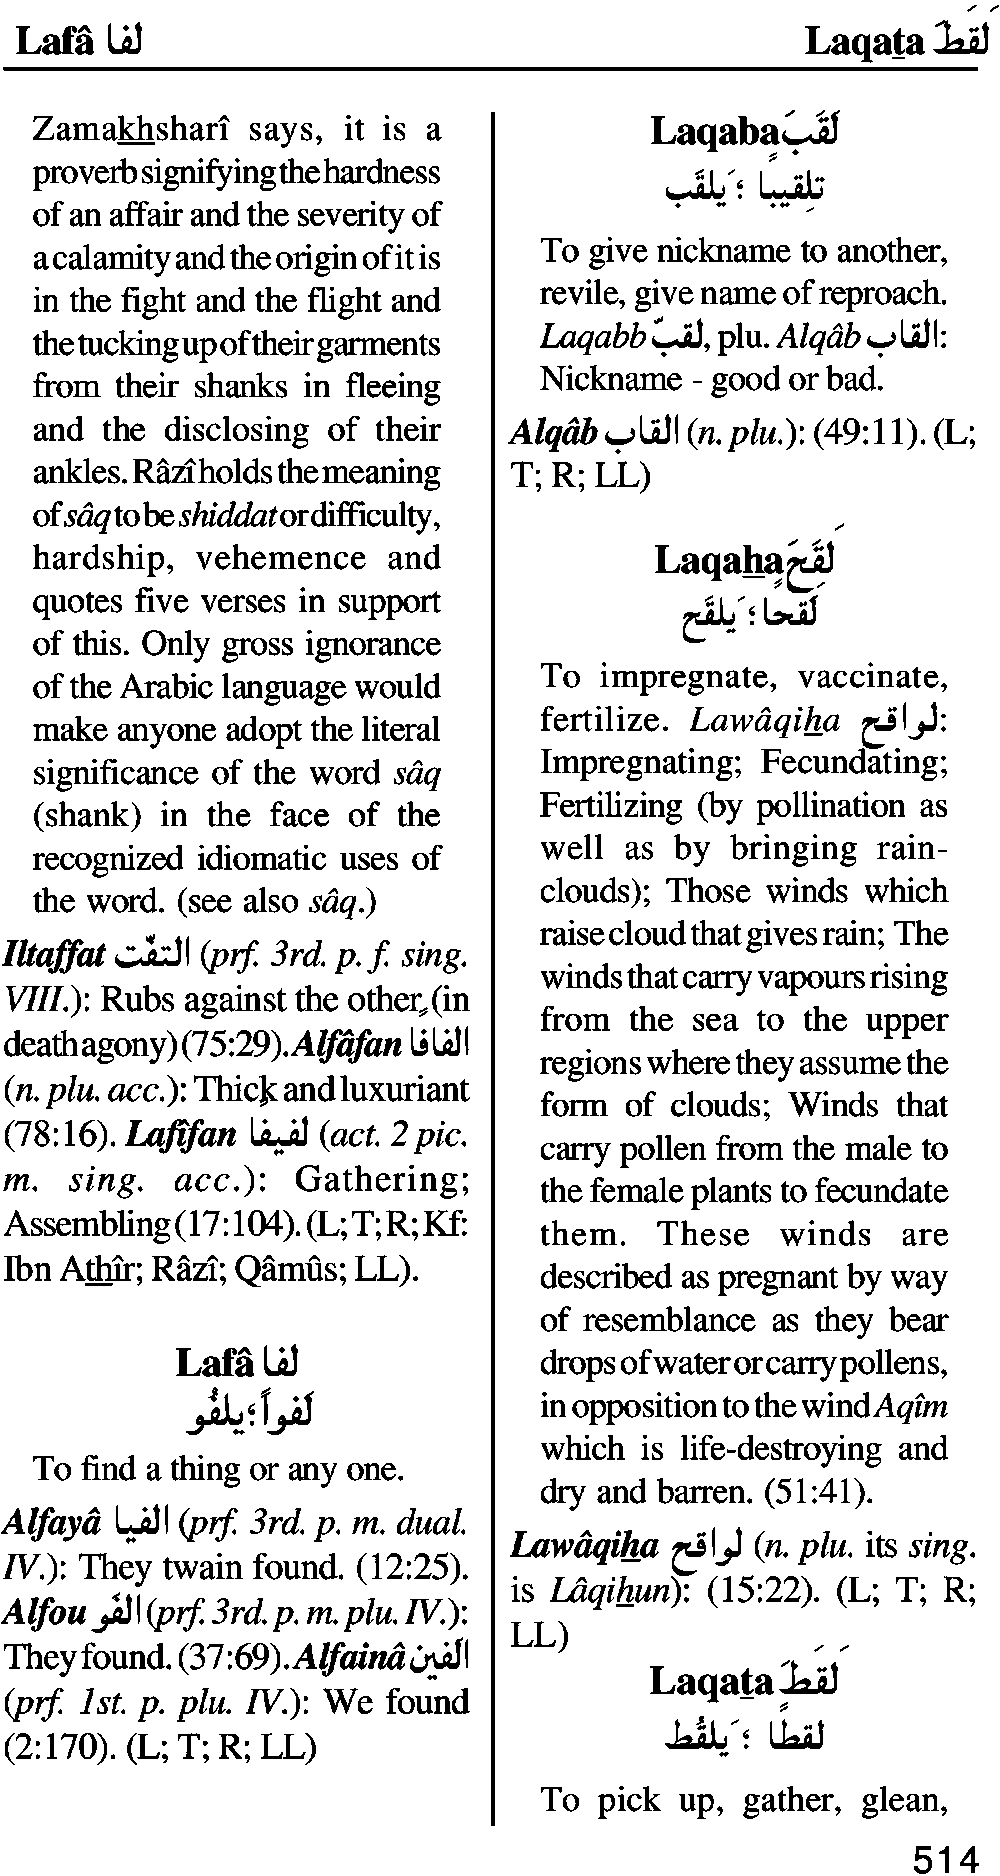 Lafâ لفا
Laqaṯa لَقَطَ
Zamakhsharî says, it is a
proverb signifying the hardness
of an affair and the severity of
a calamity and the origin of it is
in the fight and the flight and
the tucking up of their garments
from their shanks in fleeing
and the disclosing of their
ankles. Râzî holds the meaning
of sâq to be shiddat or difficulty,
hardship, vehemence and
quotes five verses in support
of this. Only gross ignorance
of the Arabic language would
make anyone adopt the literal
significance of the word sâq
(shank) in the face of the
recognized idiomatic uses of
the word. (see also sâq.)
Iltaffat التفّت (prf. 3rd. p. f. sing.
VIII.): Rubs against the other, (in
death agony) (75:29). Alfâfan الفافا
(n. plu. acc.): Thick and luxuriant
(78:16). Lafîfan لفيفا (act. 2 pic.
m. sing. acc.): Gathering;
Assembling (17:104). (L; T; R; Kf:
Ibn Athîr; Râzî; Qâmûs; LL).
Lafâ لفا
لَفواً؛ يلفُو
To find a thing or any one.
Alfayâ الفيا (prf. 3rd. p. m. dual.
IV.): They twain found. (12:25).
Alfou الفَو (prf. 3rd. p. m. plu. IV.):
They found. (37:69). Alfainâ الفين
(prf. 1st. p. plu. IV.): We found
(2:170). (L; T; R; LL)
Laqaba لَقَّبَ
تلِقيباٍ ؛ يَلقَّب
To give nickname to another,
revile, give name of reproach.
Laqabb لقبّ, plu. Alqâb القاب:
Nickname - good or bad.
Alqâb القاب (n. plu.): (49:11). (L;
T; R; LL)
Laqaẖa لَقَِّحَ
لَقحاٍ ؛ يَلقَّح
To impregnate, vaccinate,
fertilize. Lawâqiẖa لواقح:
Impregnating; Fecundating;
Fertilizing (by pollination as
well as by bringing rain-
clouds); Those winds which
raise cloud that gives rain; The
winds that carry vapours rising
from the sea to the upper
regions where they assume the
form of clouds; Winds that
carry pollen from the male to
the female plants to fecundate
them. These winds are
described as pregnant by way
of resemblance as they bear
drops of water or carry pollens,
in opposition to the wind Aqîm
which is life-destroying and
dry and barren. (51:41).
Lawâqiẖa لواقح (n. plu. its sing.
is Lâqiẖun): (15:22). (L; T; R;
LL)
Laqaṯa لَقَطَ
لقطاً ؛ يَلقُط
To pick up, gather, glean,
514